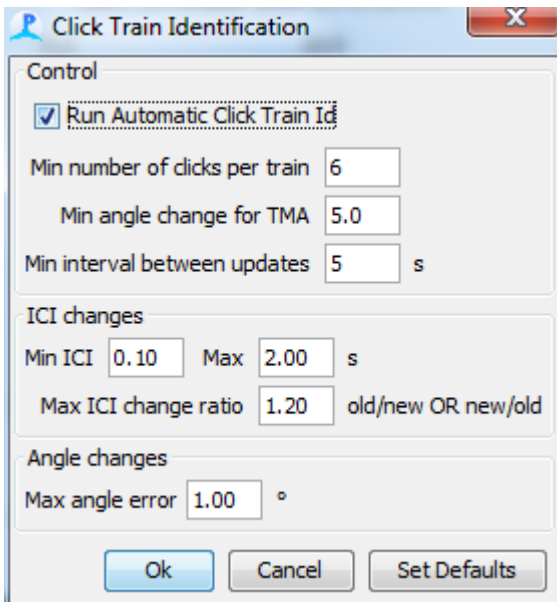 Click Train Identification
Control
Run Automatic Click Train Id
Min number of clicks per train 6
Min angle change for TMA 5.0
Min interval between updates 5 s
ICI changes
Min ICI 0.10 Max 2.00 s
Max ICI change ratio 1.20 old/new OR new/old
Angle changes
Max angle error 1.00 °
Ok Cancel Set Defaults